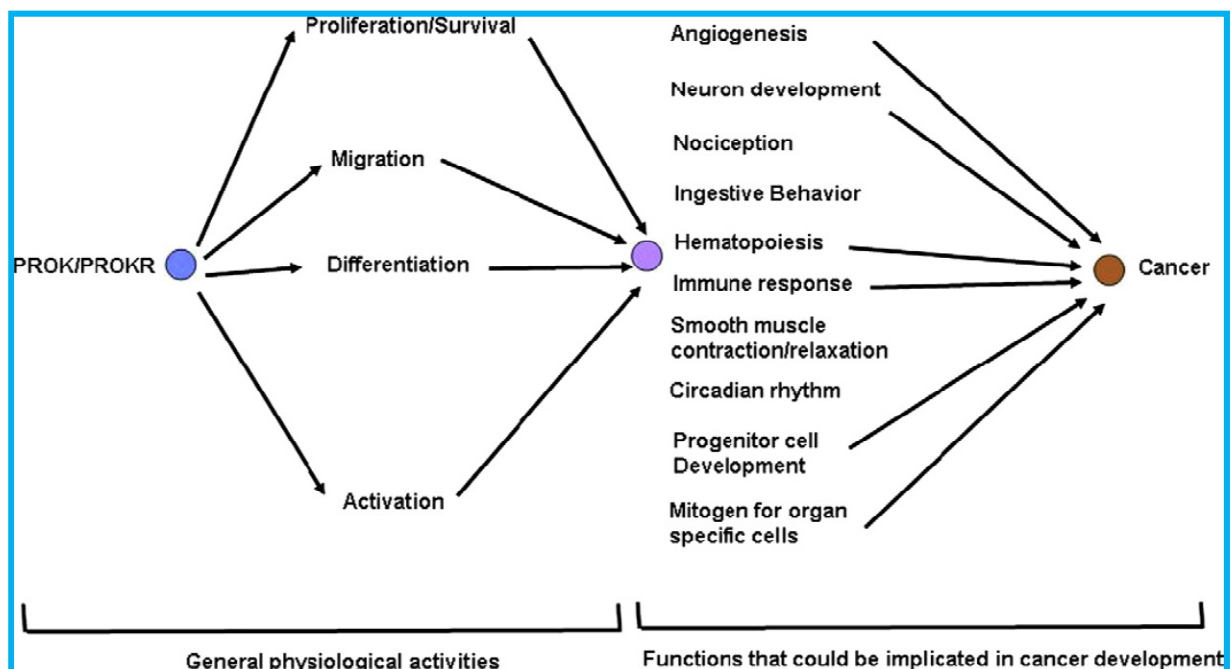 Proliferation/Survival
Migration
PROK/PROKR
Differentiation
Activation
General physiological activities
Angiogenesis
Neuron development
Nociception
Ingestive Behavior
Hematopoiesis
Immune response
Smooth muscle
contraction/relaxation
Circadian rhythm
Progenitor cell
Development
Mitogen for organ
specific cells
Cancer
Functions that could be implicated in cancer development